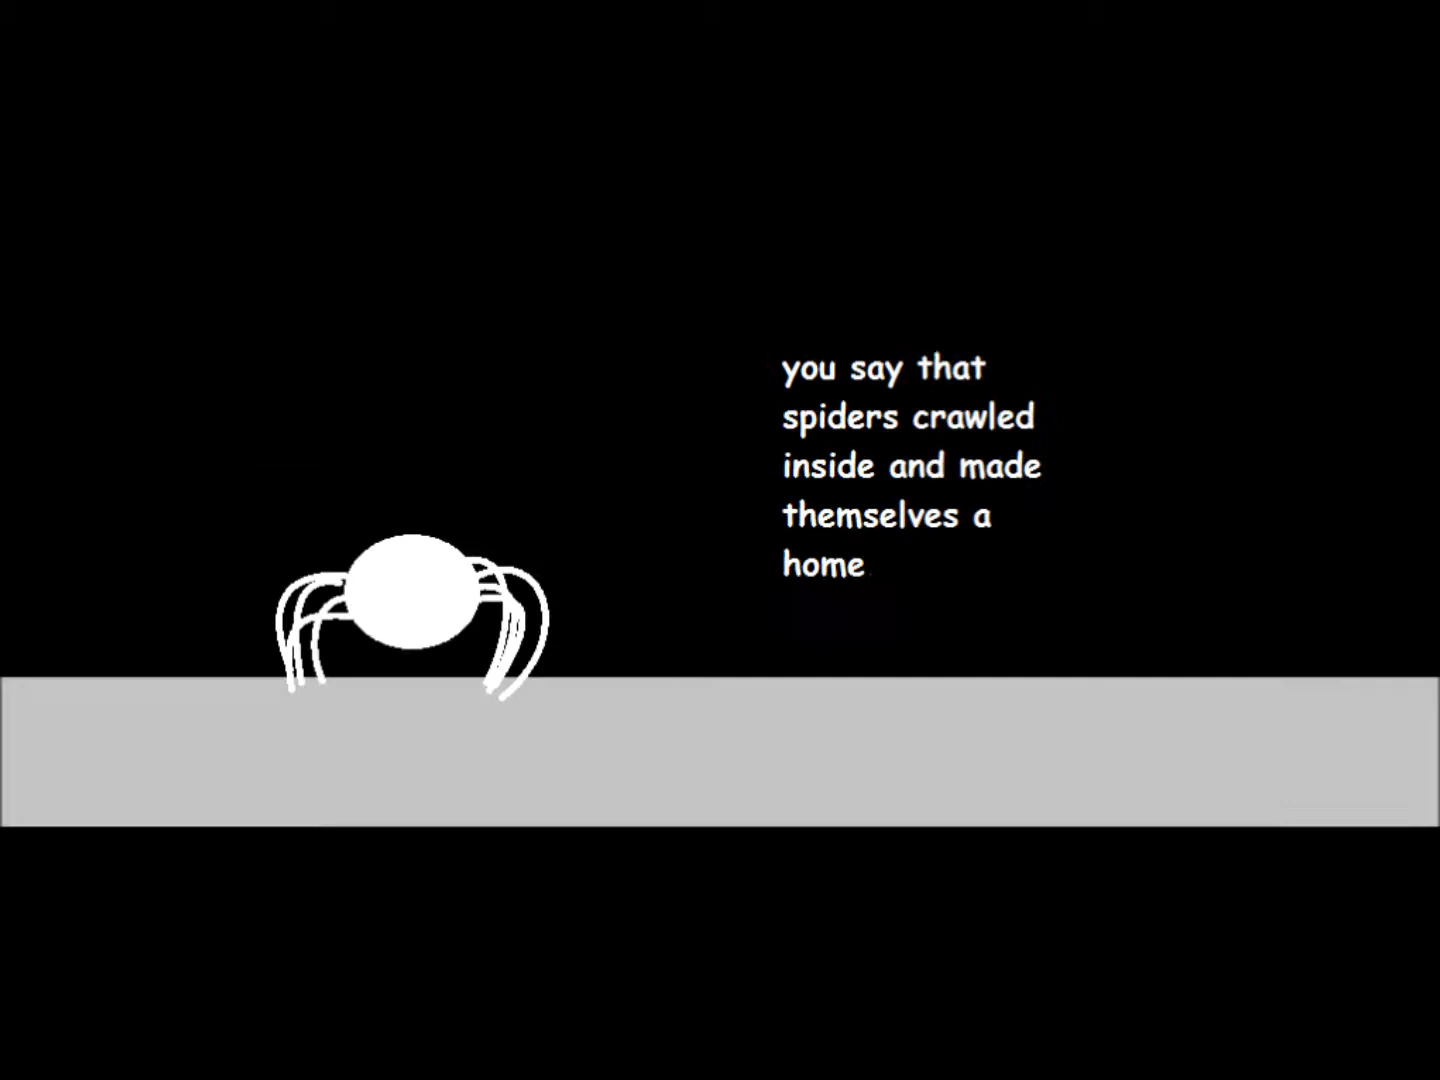 you say that
spiders crawled
inside and made
themselves a
home